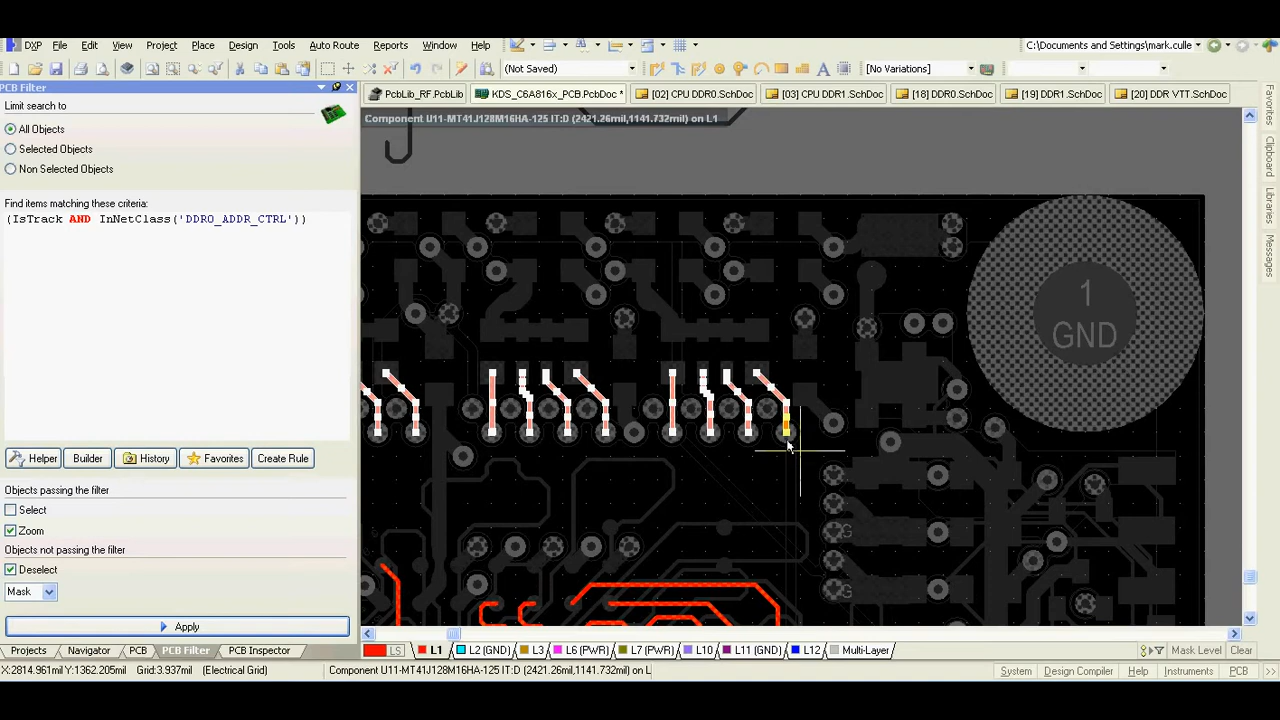 DXP File Edit View Project Place Design Tools Auto Route Reports Window Help C:\Documents and Settings\mark.culle
(Not Saved) A [No Variations]
PCB Filter PcbLib_RF.PcbLib KDS_C6A816x_PCB.PcbDoc * [02] CPU DDR0.SchDoc [03] CPU DDR1.SchDoc [18] DDR0.SchDoc [19] DDR1.SchDoc [20] DDR VTT.SchDoc
Limit search to
Component U11-MT41J128M16HA-125 IT:D (2421.26mil,1141.732mil) on L1
All Objects
Selected Objects
Non Selected Objects
Find items matching these criteria:
(IsTrack AND InNetClass('DDR0_ADDR_CTRL'))
1
GND
Helper Builder History Favorites Create Rule
Objects passing the filter
Select
Zoom
Objects not passing the filter
Deselect
Mask
Apply
G
G
Favorites
Clipboard
Libraries
Messages
Projects Navigator PCB PCB Filter PCB Inspector LS L1 L2 (GND) L3 L6 (PWR) L7 (PWR) L10 L11 (GND) L12 Multi-Layer Mask Level Clear
X:2814.961mil Y:1362.205mil Grid:3.937mil (Electrical Grid) Component U11-MT41J128M16HA-125 IT:D (2421.26mil,1141.732mil) on L System Design Compiler Help Instruments PCB >>